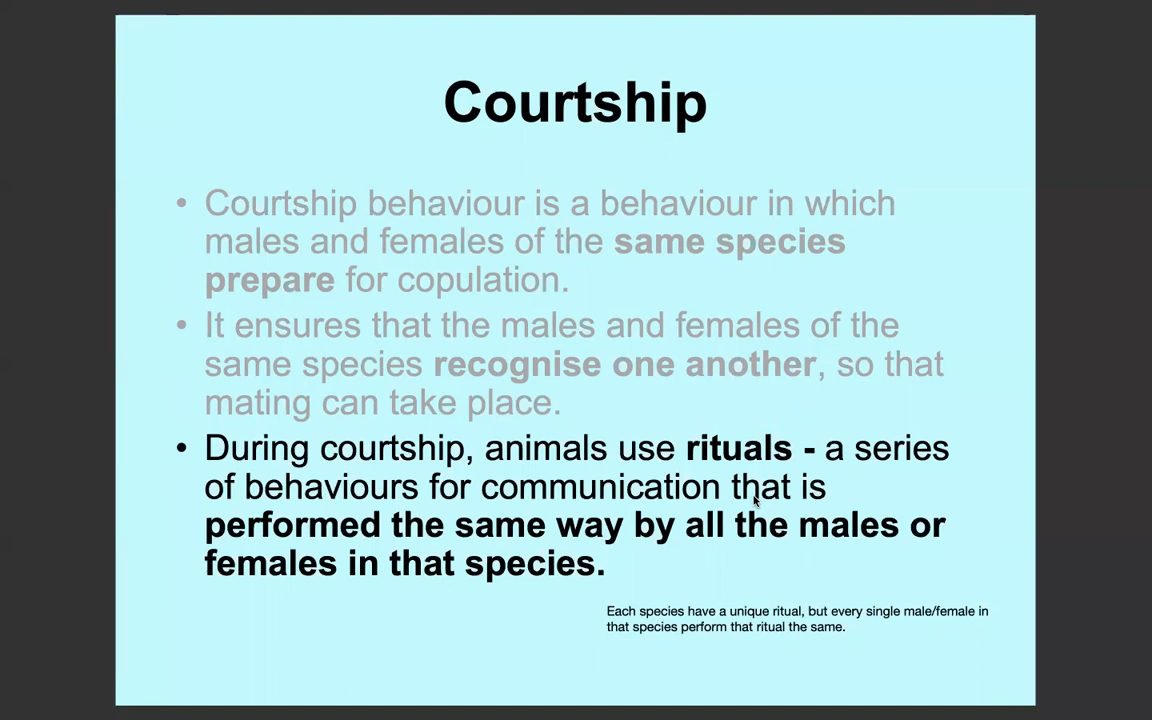 Courtship
• Courtship behaviour is a behaviour in which
males and females of the same species
prepare for copulation.
• It ensures that the males and females of the
same species recognise one another, so that
mating can take place.
• During courtship, animals use rituals - a series
of behaviours for communication that is
performed the same way by all the males or
females in that species.
Each species have a unique ritual, but every single male/female in
that species perform that ritual the same.